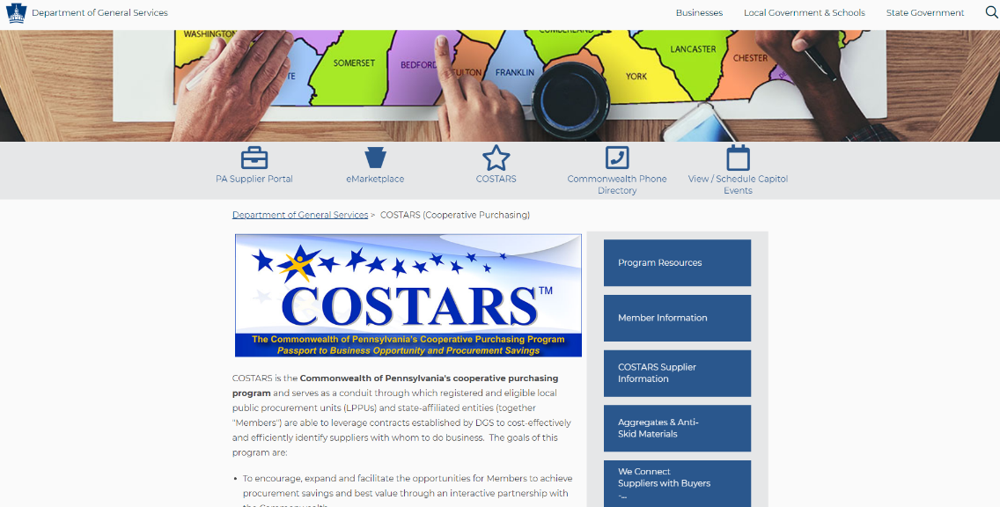 Department of General Services
Businesses
Local Government & Schools
State Government
WASHINGTON
SOMERSET
BEDFORD
FULTON
FRANKLIN
CUMBERLAND
YORK
LANCASTER
CHESTER
PA Supplier Portal
eMarketplace
COSTARS
Commonwealth Phone
Directory
View / Schedule Capitol
Events
Department of General Services > COSTARS (Cooperative Purchasing)
COSTARS™
The Commonwealth of Pennsylvania's Cooperative Purchasing Program
Passport to Business Opportunity and Procurement Savings
COSTARS is the Commonwealth of Pennsylvania's cooperative purchasing
program and serves as a conduit through which registered and eligible local
public procurement units (LPPUs) and state-affiliated entities (together
"Members") are able to leverage contracts established by DGS to cost-effectively
and efficiently identify suppliers with whom to do business. The goals of this
program are:
• To encourage, expand and facilitate the opportunities for Members to achieve
procurement savings and best value through an interactive partnership with
the Commonwealth
Program Resources
Member Information
COSTARS Supplier
Information
Aggregates & Anti-
Skid Materials
We Connect
Suppliers with Buyers
-...